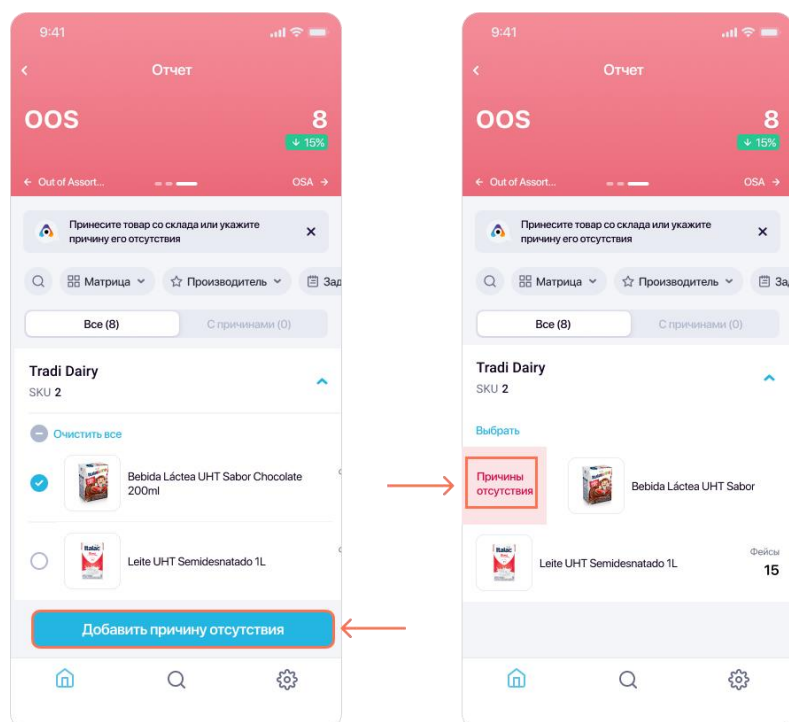 9:41
Отчет
OOS
8
15%
Out of Assort...
OSA
Принесите товар со склада или укажите
причину его отсутствия
Матрица
Производитель
Зад
Все (8)
С причинами (0)
Tradi Dairy
SKU 2
Очистить все
Bebida Láctea UHT Sabor Chocolate
200ml
Leite UHT Semidesnatado 1L
Добавить причину отсутствия
9:41
Отчет
OOS
8
15%
Out of Assort...
OSA
Принесите товар со склада или укажите
причину его отсутствия
Матрица
Производитель
За
Все (8)
С причинами (0)
Tradi Dairy
SKU 2
Выбрать
Причины
отсутствия
Bebida Láctea UHT Sabor
Leite UHT Semidesnatado 1L
Фейсы
15